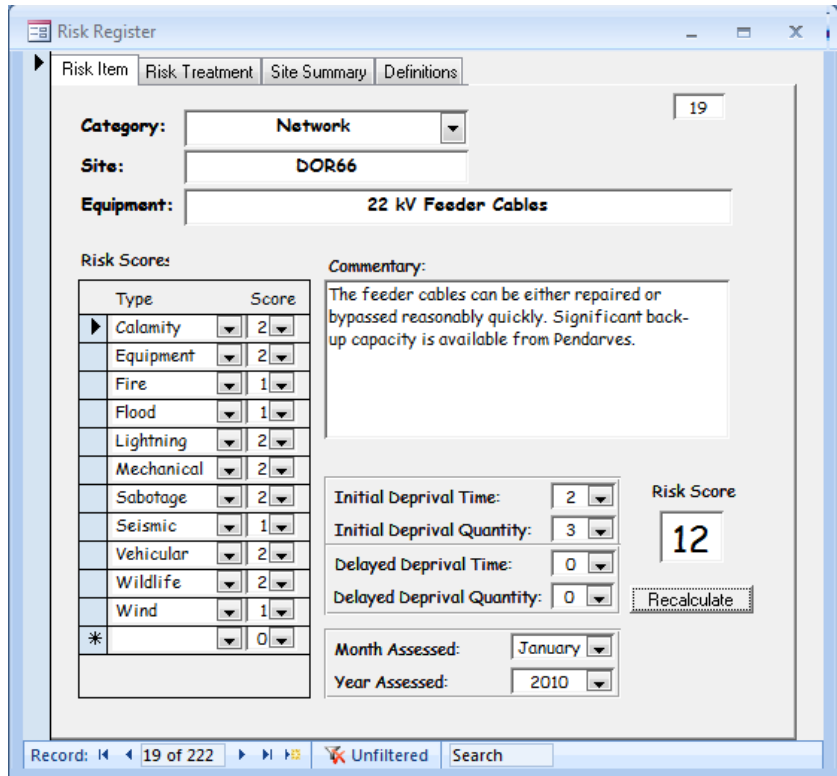 Risk Register
Risk Item Risk Treatment Site Summary Definitions
19
Category: Network
Site: DOR66
Equipment: 22 kV Feeder Cables
Risk Scores
Type Score
Calamity 2
Equipment 2
Fire 1
Flood 1
Lightning 2
Mechanical 2
Sabotage 2
Seismic 1
Vehicular 2
Wildlife 2
Wind 1
* 0
Commentary:
The feeder cables can be either repaired or
bypassed reasonably quickly. Significant back-
up capacity is available from Pendarves.
Initial Deprival Time: 2
Initial Deprival Quantity: 3
Delayed Deprival Time: 0
Delayed Deprival Quantity: 0
Risk Score
12
Recalculate
Month Assessed: January
Year Assessed: 2010
Record: 19 of 222 Unfiltered Search